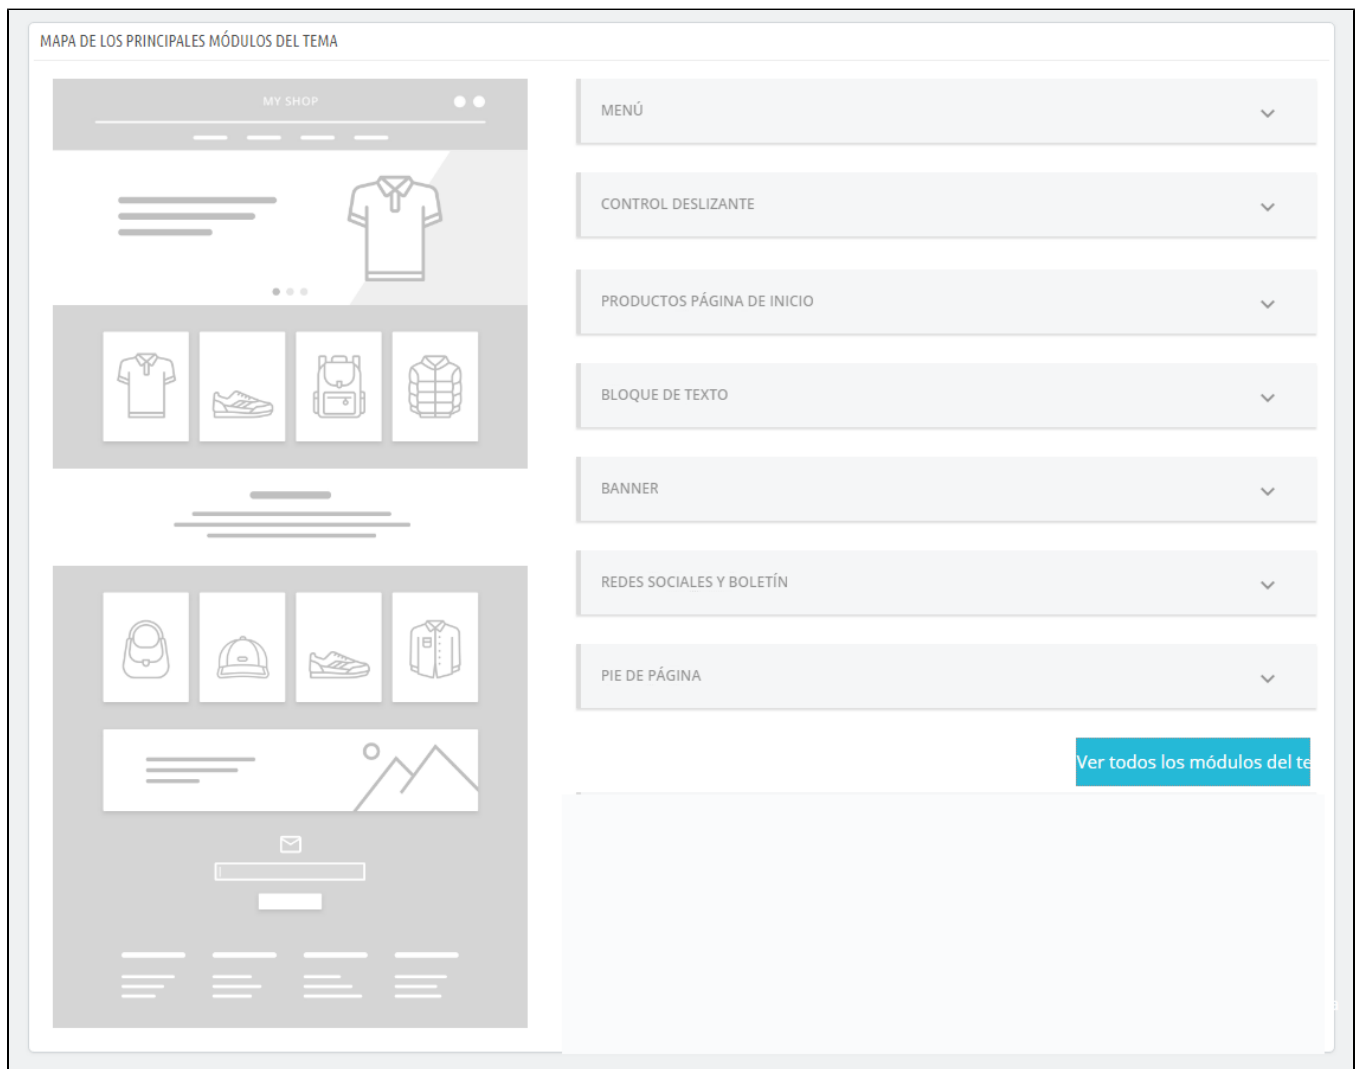 MAPA DE LOS PRINCIPALES MÓDULOS DEL TEMA
MY SHOP
MENÚ
CONTROL DESLIZANTE
PRODUCTOS PÁGINA DE INICIO
BLOQUE DE TEXTO
BANNER
REDES SOCIALES Y BOLETÍN
PIE DE PÁGINA
Ver todos los módulos del te